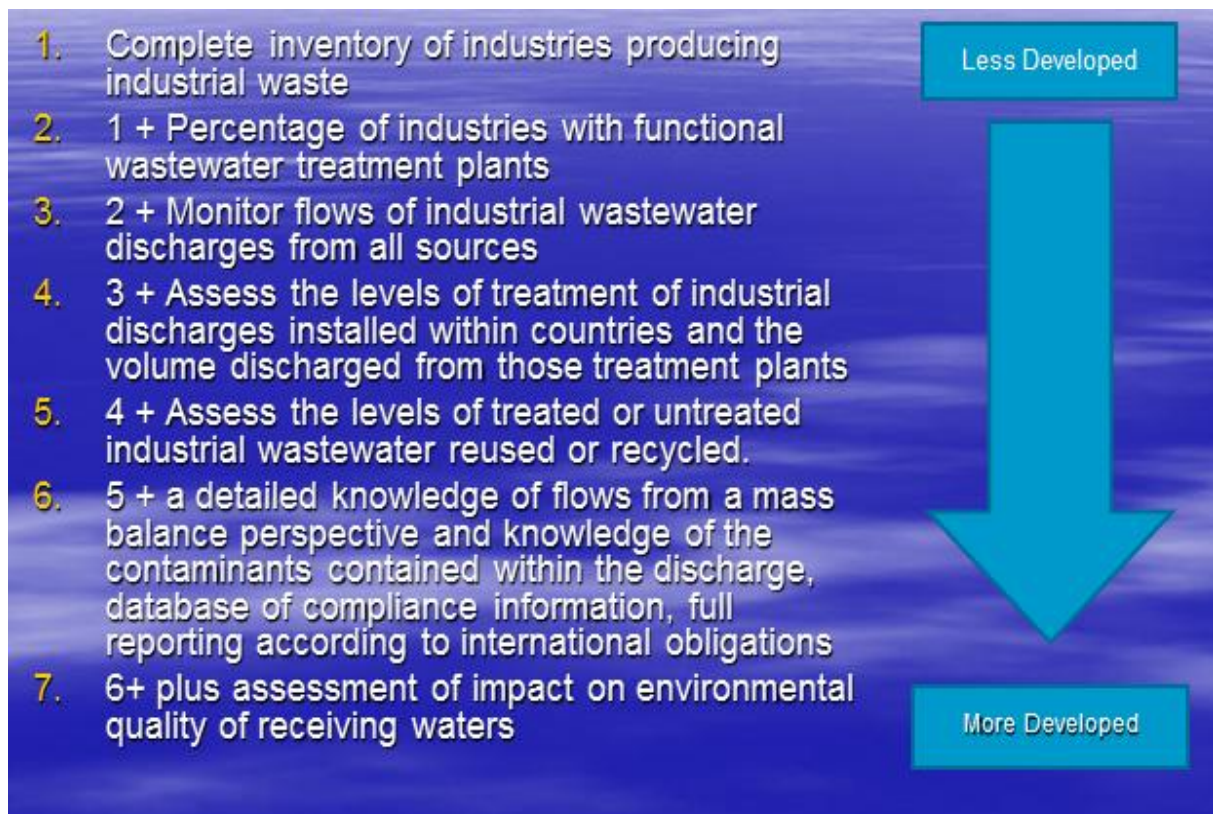 1. Complete inventory of industries producing
industrial waste
2. 1 + Percentage of industries with functional
wastewater treatment plants
3. 2 + Monitor flows of industrial wastewater
discharges from all sources
4. 3 + Assess the levels of treatment of industrial
discharges installed within countries and the
volume discharged from those treatment plants
5. 4 + Assess the levels of treated or untreated
industrial wastewater reused or recycled.
6. 5 + a detailed knowledge of flows from a mass
balance perspective and knowledge of the
contaminants contained within the discharge,
database of compliance information, full
reporting according to international obligations
7. 6+ plus assessment of impact on environmental
quality of receiving waters
Less Developed
More Developed